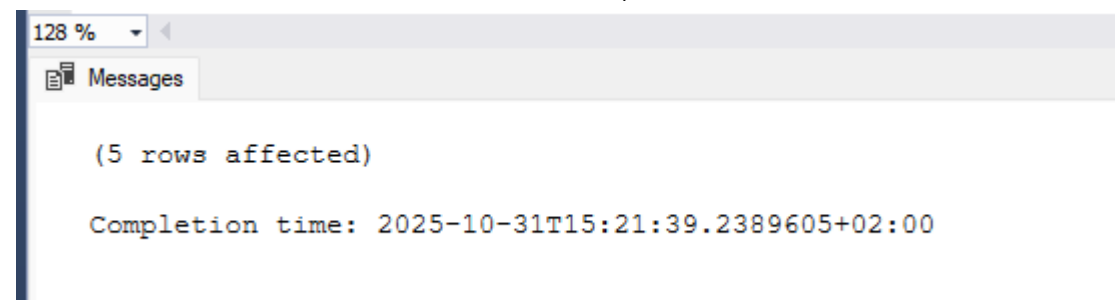 128 %
Messages
(5 rows affected)
Completion time: 2025-10-31T15:21:39.2389605+02:00